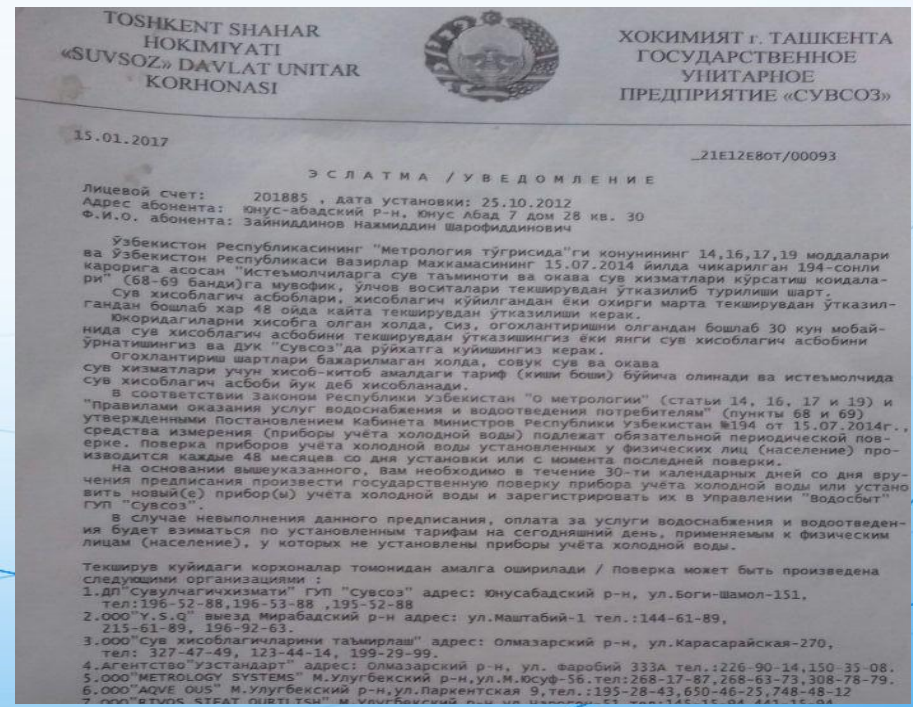 TOSHKENT SHAHAR
HOKIMIYATI
«SUVSOZ» DAVLAT UNITAR
KORHONASI
ХОКИМИЯТ г. ТАШКЕНТА
ГОСУДАРСТВЕННОЕ
УНИТАРНОЕ
ПРЕДПРИЯТИЕ «СУВСОЗ»
15.01.2017
_21Е12Е8ОТ/00093
Э С Л А Т М А / У В Е Д О М Л Е Н И Е
Лицевой счет: 201885 , дата установки: 25.10.2012
Адрес абонента: Юнус-абадский Р-н, Юнус Абад 7 дом 28 кв. 30
Ф.И.О. абонента: Зайниддинов Нажмиддин Шарофиддинович
Ўзбекистон Республикасининг "Метрология тўгрисида"ги конунининг 14,16,17,19 моддалари
ва Ўзбекистон Республикаси Вазирлар Махкамасининг 15.07.2014 йилда чикарилган 194-сонли
карорига асосан "Истеъмолчиларга сув таъминоти ва окава сув хизматлари кўрсатиш коидала-
ри" (68-69 банди)га мувофик, ўлчов воситалари текширувдан ўтказилиб турилиши шарт.
Сув хисоблагич асбоблари, хисоблагич кўйилгандан ёки охирги марта текширувдан ўтказил-
гандан бошлаб хар 48 ойда кайта текширувдан ўтказилиши керак.
Юкоридагиларни хисобга олган холда, Сиз, огохлантиришни олгандан бошлаб 30 кун мобай-
нида сув хисоблагич асбобини текширувдан ўтказишингиз ёки янги сув хисоблагич асбобини
ўрнатишингиз ва ДУК "Сувсоз"да рўйхатга куйишингиз керак.
Огохлантириш шартлари бажарилмаган холда, совук сув ва окава
сув хизматлари учун хисоб-китоб амалдаги тариф (киши боши) бўйича олинади ва истеъмолчида
сув хисоблагич асбоби йук деб хисобланади.
В соответствии Законом Республики Узбекистан "О метрологии" (статьи 14, 16, 17 и 19) и
"Правилами оказания услуг водоснабжения и водоотведения потребителям" (пункты 68 и 69)
утвержденными Постановлением Кабинета Министров Республики Узбекистан №194 от 15.07.2014г.,
средства измерения (приборы учёта холодной воды) подлежат обязательной периодической пов-
ерке. Поверка приборов учёта холодной воды установленных у физических лиц (население) про-
изводится каждые 48 месяцев со дня установки или с момента последней поверки.
На основании вышеуказанного, Вам необходимо в течение 30-ти календарных дней со дня вру-
чения предписания произвести государственную поверку прибора учёта холодной воды или устано
вить новый(е) прибор(ы) учёта холодной воды и зарегистрировать их в Управлении "Водосбыт"
ГУП "Сувсоз".
В случае невыполнения данного предписания, оплата за услуги водоснабжения и водоотведен-
ия будет взиматься по установленным тарифам на сегодняшний день, применяемым к физическим
лицам (население), у которых не установлены приборы учёта холодной воды.
Текширув куйидаги корхоналар томонидан амалга оширилади / Поверка может быть произведена
следующими организациями :
1.ДП"Сувулчагичхизмати" ГУП "Сувсоз" адрес: Юнусабадский р-н, ул.Боги-Шамол-151,
тел:196-52-88,196-53-88 ,195-52-88
2.ООО"Y.S.Q" выезд Мирабадский р-н адрес: ул.Маштабий-1 тел.:144-61-89,
215-61-89, 196-92-63.
3.ООО"Сув хисоблагичларини таъмирлаш" адрес: Олмазарский р-н, ул.Карасарайская-270,
тел: 327-47-49, 123-44-14, 199-29-99.
4.Агентство"Узстандарт" адрес: Олмазарский р-н, ул. Фаробий 333А тел.:226-90-14,150-35-08.
5.ООО"METROLOGY SYSTEMS" М.Улугбекский р-н,ул.М.Юсуф-56.тел:268-17-87,268-63-73,308-78-79.
6.ООО"AQVE OUS" М.Улугбекский р-н,ул.Паркентская 9,тел.:195-28-43,650-46-25,748-48-12